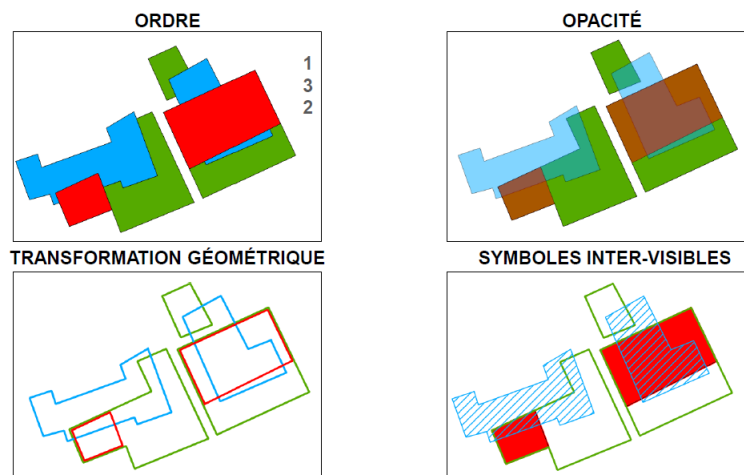 ORDRE
1
3
2
OPACITÉ
TRANSFORMATION GÉOMÉTRIQUE
SYMBOLES INTER-VISIBLES